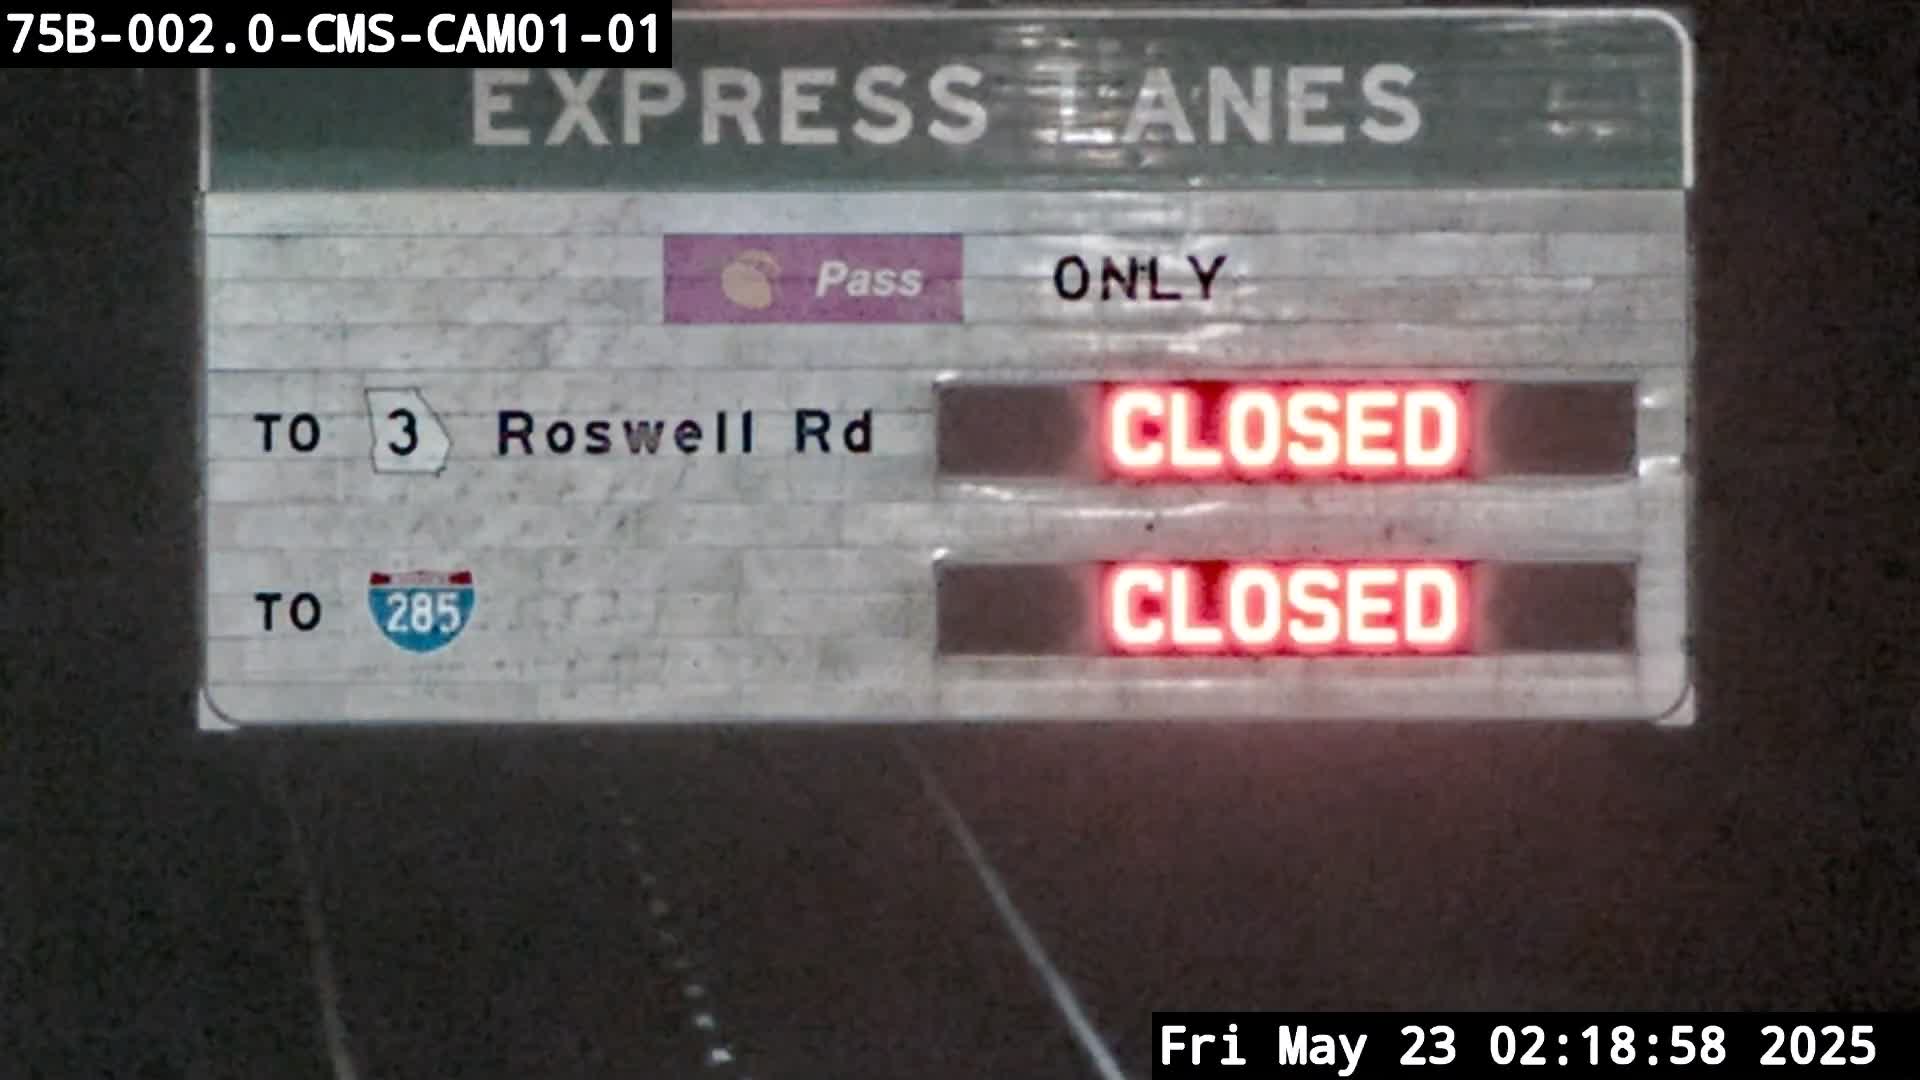 75B-002.0-CMS-CAM01-01
EXPRESS LANES
Pass ONLY
TO 3 Roswell Rd CLOSED
TO 285 CLOSED
Fri May 23 02:18:58 2025